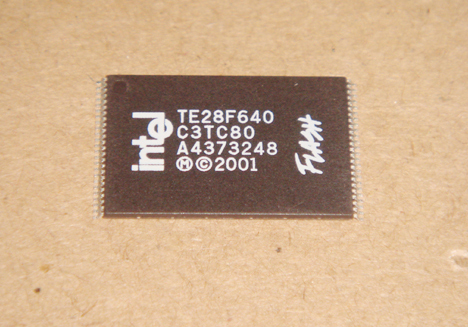 intel
TE28F640
C3TC80
A4373248
Ⓜ©2001
FLASH